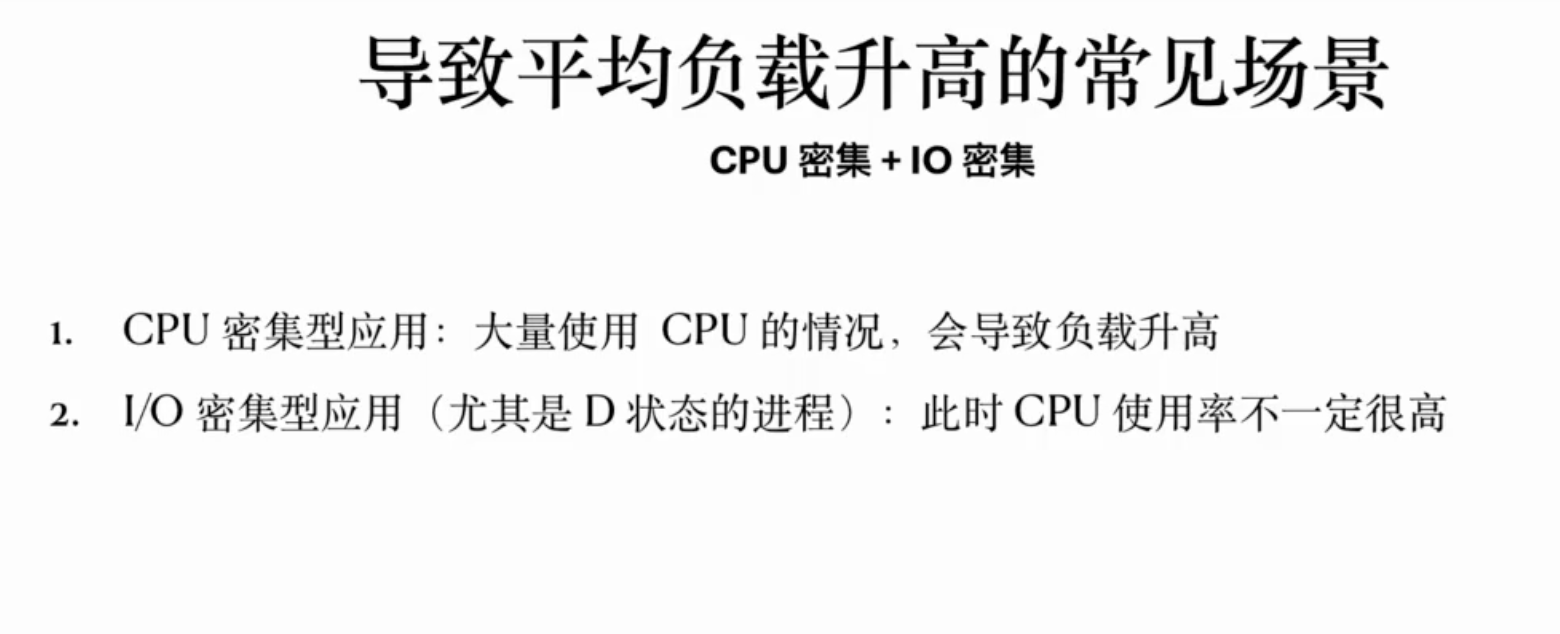 导致平均负载升高的常见场景
CPU 密集 + IO 密集
1. CPU 密集型应用：大量使用 CPU 的情况，会导致负载升高
2. I/O 密集型应用（尤其是 D 状态的进程）：此时 CPU 使用率不一定很高